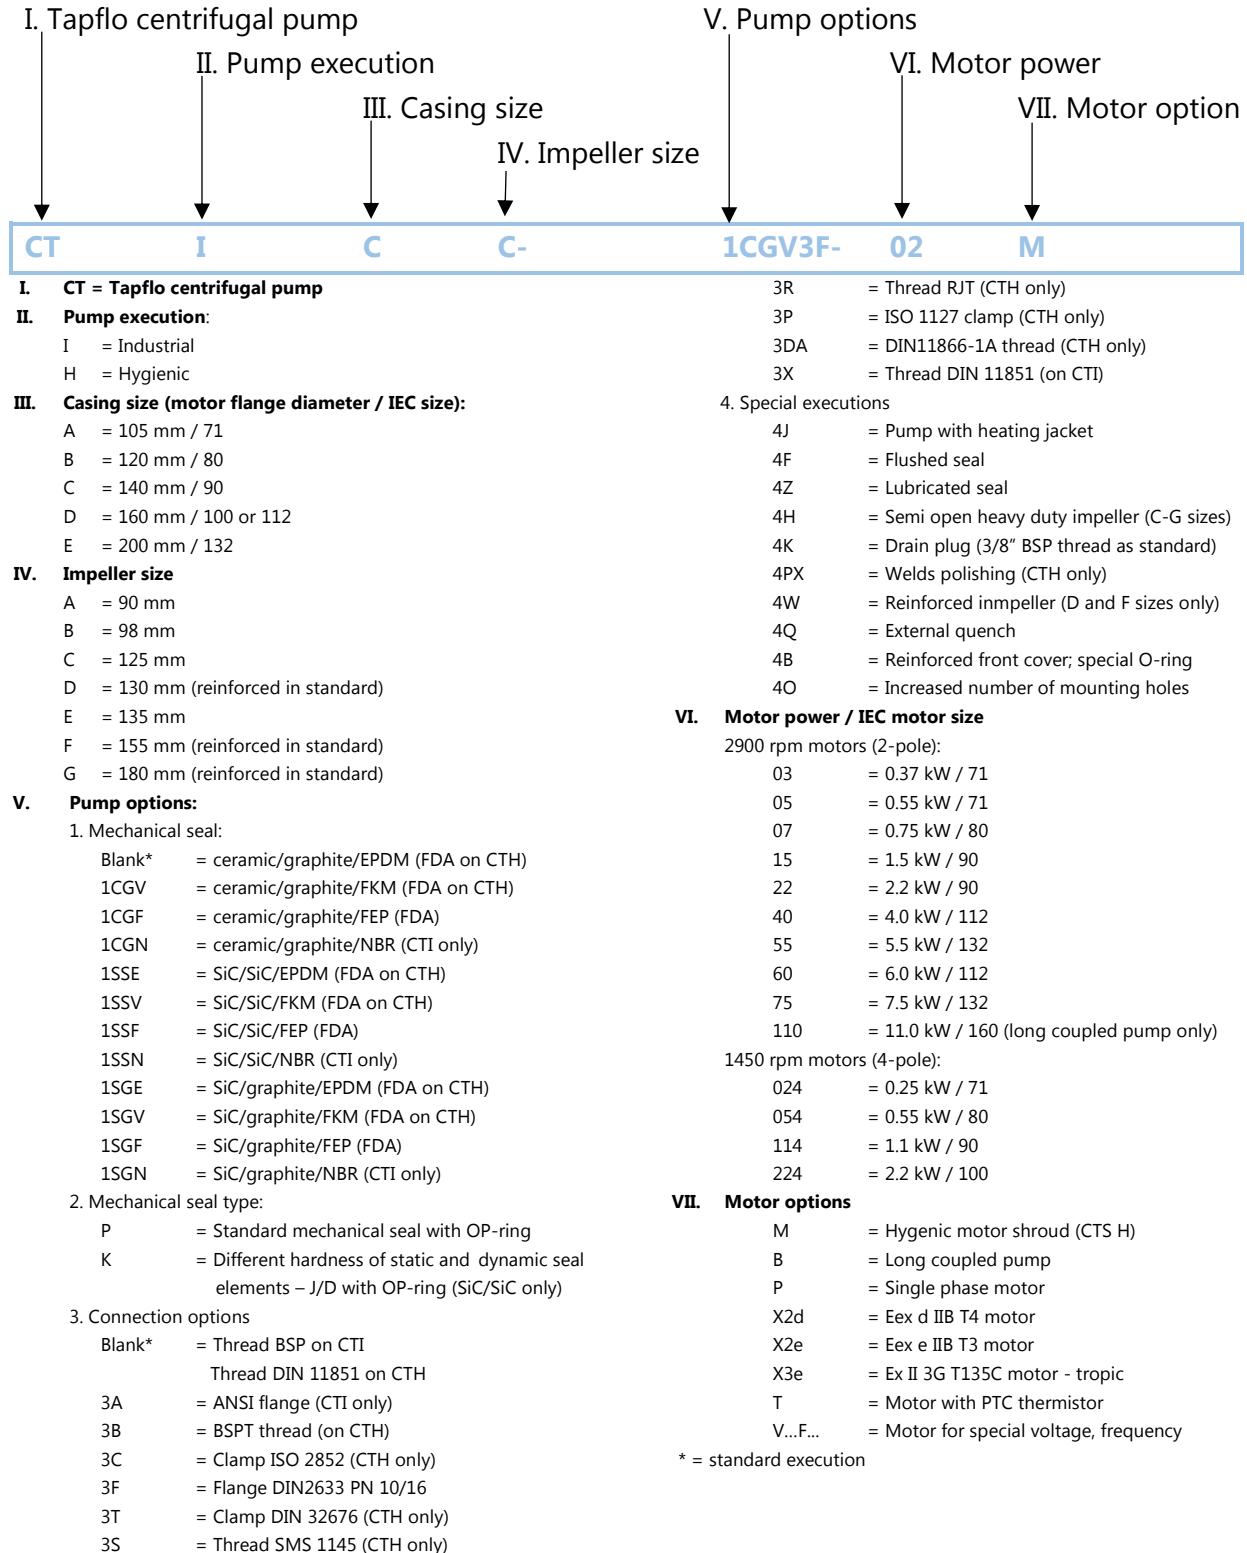 I. Tapflo centrifugal pump
II. Pump execution
III. Casing size
IV. Impeller size
V. Pump options
VI. Motor power
VII. Motor option
CT I C C- 1CGV3F- 02 M
I. CT = Tapflo centrifugal pump
II. Pump execution:
I = Industrial
H = Hygienic
III. Casing size (motor flange diameter / IEC size):
A = 105 mm / 71
B = 120 mm / 80
C = 140 mm / 90
D = 160 mm / 100 or 112
E = 200 mm / 132
IV. Impeller size
A = 90 mm
B = 98 mm
C = 125 mm
D = 130 mm (reinforced in standard)
E = 135 mm
F = 155 mm (reinforced in standard)
G = 180 mm (reinforced in standard)
V. Pump options:
1. Mechanical seal:
Blank* = ceramic/graphite/EPDM (FDA on CTH)
1CGV = ceramic/graphite/FKM (FDA on CTH)
1CGF = ceramic/graphite/FEP (FDA)
1CGN = ceramic/graphite/NBR (CTI only)
1SSE = SiC/SiC/EPDM (FDA on CTH)
1SSV = SiC/SiC/FKM (FDA on CTH)
1SSF = SiC/SiC/FEP (FDA)
1SSN = SiC/SiC/NBR (CTI only)
1SGE = SiC/graphite/EPDM (FDA on CTH)
1SGV = SiC/graphite/FKM (FDA on CTH)
1SGF = SiC/graphite/FEP (FDA)
1SGN = SiC/graphite/NBR (CTI only)
2. Mechanical seal type:
P = Standard mechanical seal with OP-ring
K = Different hardness of static and dynamic seal
elements – J/D with OP-ring (SiC/SiC only)
3. Connection options
Blank* = Thread BSP on CTI
Thread DIN 11851 on CTH
3A = ANSI flange (CTI only)
3B = BSPT thread (on CTH)
3C = Clamp ISO 2852 (CTH only)
3F = Flange DIN2633 PN 10/16
3T = Clamp DIN 32676 (CTH only)
3S = Thread SMS 1145 (CTH only)
3R = Thread RJT (CTH only)
3P = ISO 1127 clamp (CTH only)
3DA = DIN11866-1A thread (CTH only)
3X = Thread DIN 11851 (on CTI)
4. Special executions
4J = Pump with heating jacket
4F = Flushed seal
4Z = Lubricated seal
4H = Semi open heavy duty impeller (C-G sizes)
4K = Drain plug (3/8” BSP thread as standard)
4PX = Welds polishing (CTH only)
4W = Reinforced inmpeller (D and F sizes only)
4Q = External quench
4B = Reinforced front cover; special O-ring
4O = Increased number of mounting holes
VI. Motor power / IEC motor size
2900 rpm motors (2-pole):
03 = 0.37 kW / 71
05 = 0.55 kW / 71
07 = 0.75 kW / 80
15 = 1.5 kW / 90
22 = 2.2 kW / 90
40 = 4.0 kW / 112
55 = 5.5 kW / 132
60 = 6.0 kW / 112
75 = 7.5 kW / 132
110 = 11.0 kW / 160 (long coupled pump only)
1450 rpm motors (4-pole):
024 = 0.25 kW / 71
054 = 0.55 kW / 80
114 = 1.1 kW / 90
224 = 2.2 kW / 100
VII. Motor options
M = Hygenic motor shroud (CTS H)
B = Long coupled pump
P = Single phase motor
X2d = Eex d IIB T4 motor
X2e = Eex e IIB T3 motor
X3e = Ex II 3G T135C motor - tropic
T = Motor with PTC thermistor
V...F... = Motor for special voltage, frequency
* = standard execution